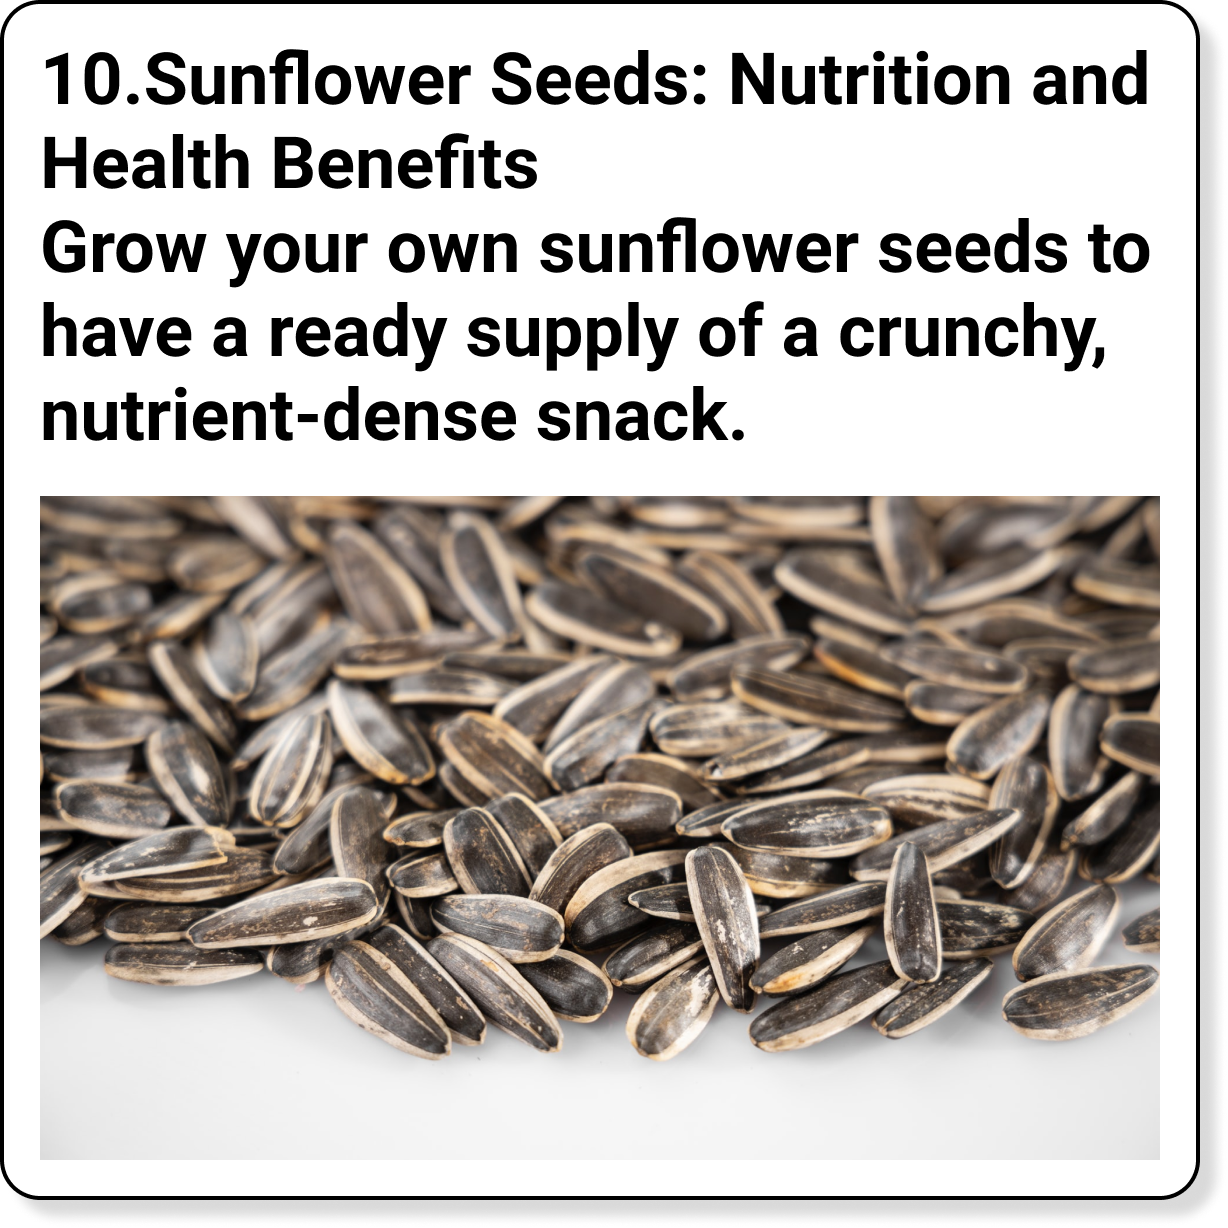 10.Sunflower Seeds: Nutrition and
Health Benefits
Grow your own sunflower seeds to
have a ready supply of a crunchy,
nutrient-dense snack.